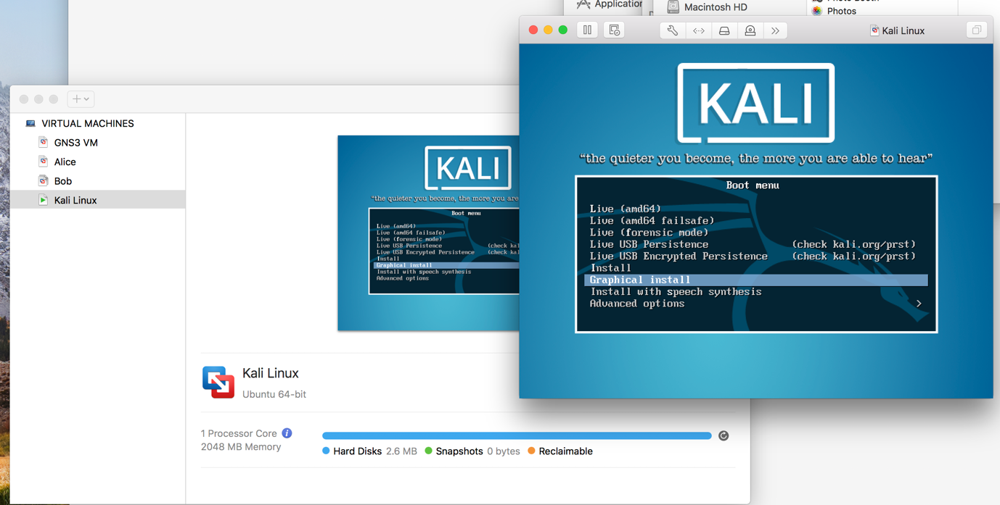 Application
Macintosh HD
Photo Booth
Photos
Kali Linux
VIRTUAL MACHINES
GNS3 VM
Alice
Bob
Kali Linux
KALI
"the quieter you become, the more you are
Boot menu
Live (amd64)
Live (amd64 failsafe)
Live (forensic mode)
Live USB Persistence (check kal
Live USB Encrypted Persistence (check kal
Install
Graphical install
Install with speech synthesis
Advanced options
Kali Linux
Ubuntu 64-bit
1 Processor Core
2048 MB Memory
Hard Disks 2.6 MB Snapshots 0 bytes Reclaimable
KALI
“the quieter you become, the more you are able to hear”
Boot menu
Live (amd64)
Live (amd64 failsafe)
Live (forensic mode)
Live USB Persistence (check kali.org/prst)
Live USB Encrypted Persistence (check kali.org/prst)
Install
Graphical install
Install with speech synthesis
Advanced options >